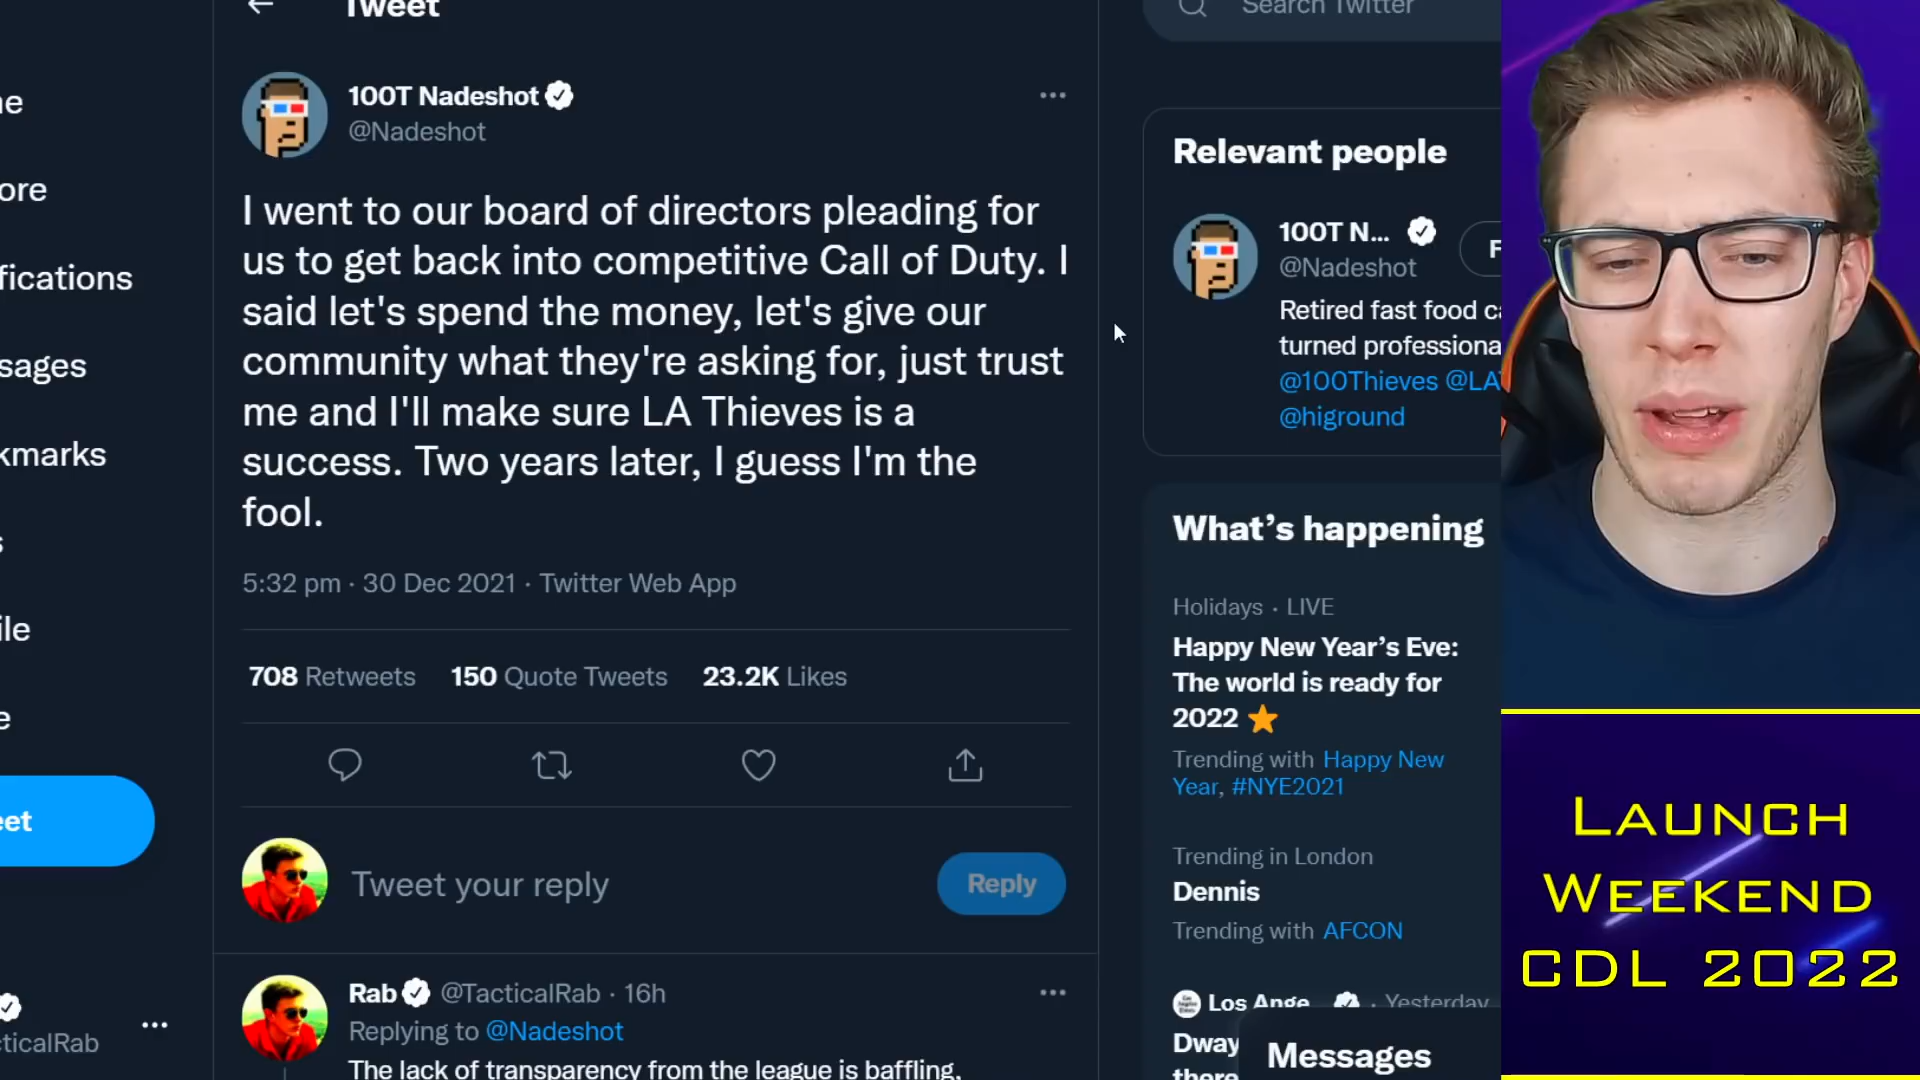 Tweet
Search Twitter
100T Nadeshot
@Nadeshot
I went to our board of directors pleading for
us to get back into competitive Call of Duty. I
said let's spend the money, let's give our
community what they're asking for, just trust
me and I'll make sure LA Thieves is a
success. Two years later, I guess I'm the
fool.
5:32 pm · 30 Dec 2021 · Twitter Web App
708 Retweets 150 Quote Tweets 23.2K Likes
Tweet your reply
Reply
Rab @TacticalRab · 16h
Replying to @Nadeshot
The lack of transparency from the league is baffling,
e
ore
fications
sages
kmarks
s
ile
e
eet
cticalRab
Relevant people
100T N...
@Nadeshot
F
Retired fast food ca
turned professiona
@100Thieves @LAT
@higround
What’s happening
Holidays · LIVE
Happy New Year’s Eve:
The world is ready for
2022
Trending with Happy New
Year, #NYE2021
Trending in London
Dennis
Trending with AFCON
Los Ange · Yesterday
Dway
there
Messages
LAUNCH
WEEKEND
CDL 2022